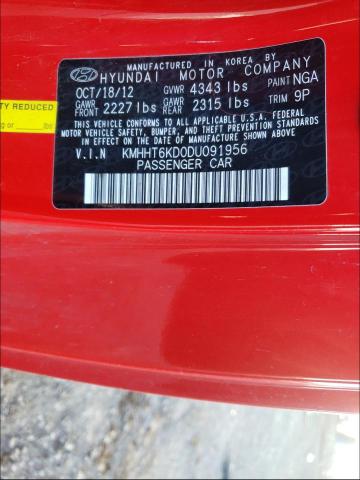 MANUFACTURED IN KOREA BY
HYUNDAI MOTOR COMPANY
OCT/18/12 GVWR 4343 lbs PAINT NGA
GAWR FRONT 2227 lbs GAWR REAR 2315 lbs TRIM 9P
THIS VEHICLE CONFORMS TO ALL APPLICABLE FEDERAL
MOTOR VEHICLE SAFETY, BUMPER, AND THEFT PREVENTION
STANDARDS IN EFFECT ON THE DATE OF MANUFACTURE
SHOWN ABOVE.
V.I.N KMHHT6KD0DU091956
PASSENGER CAR
TY REDUCED